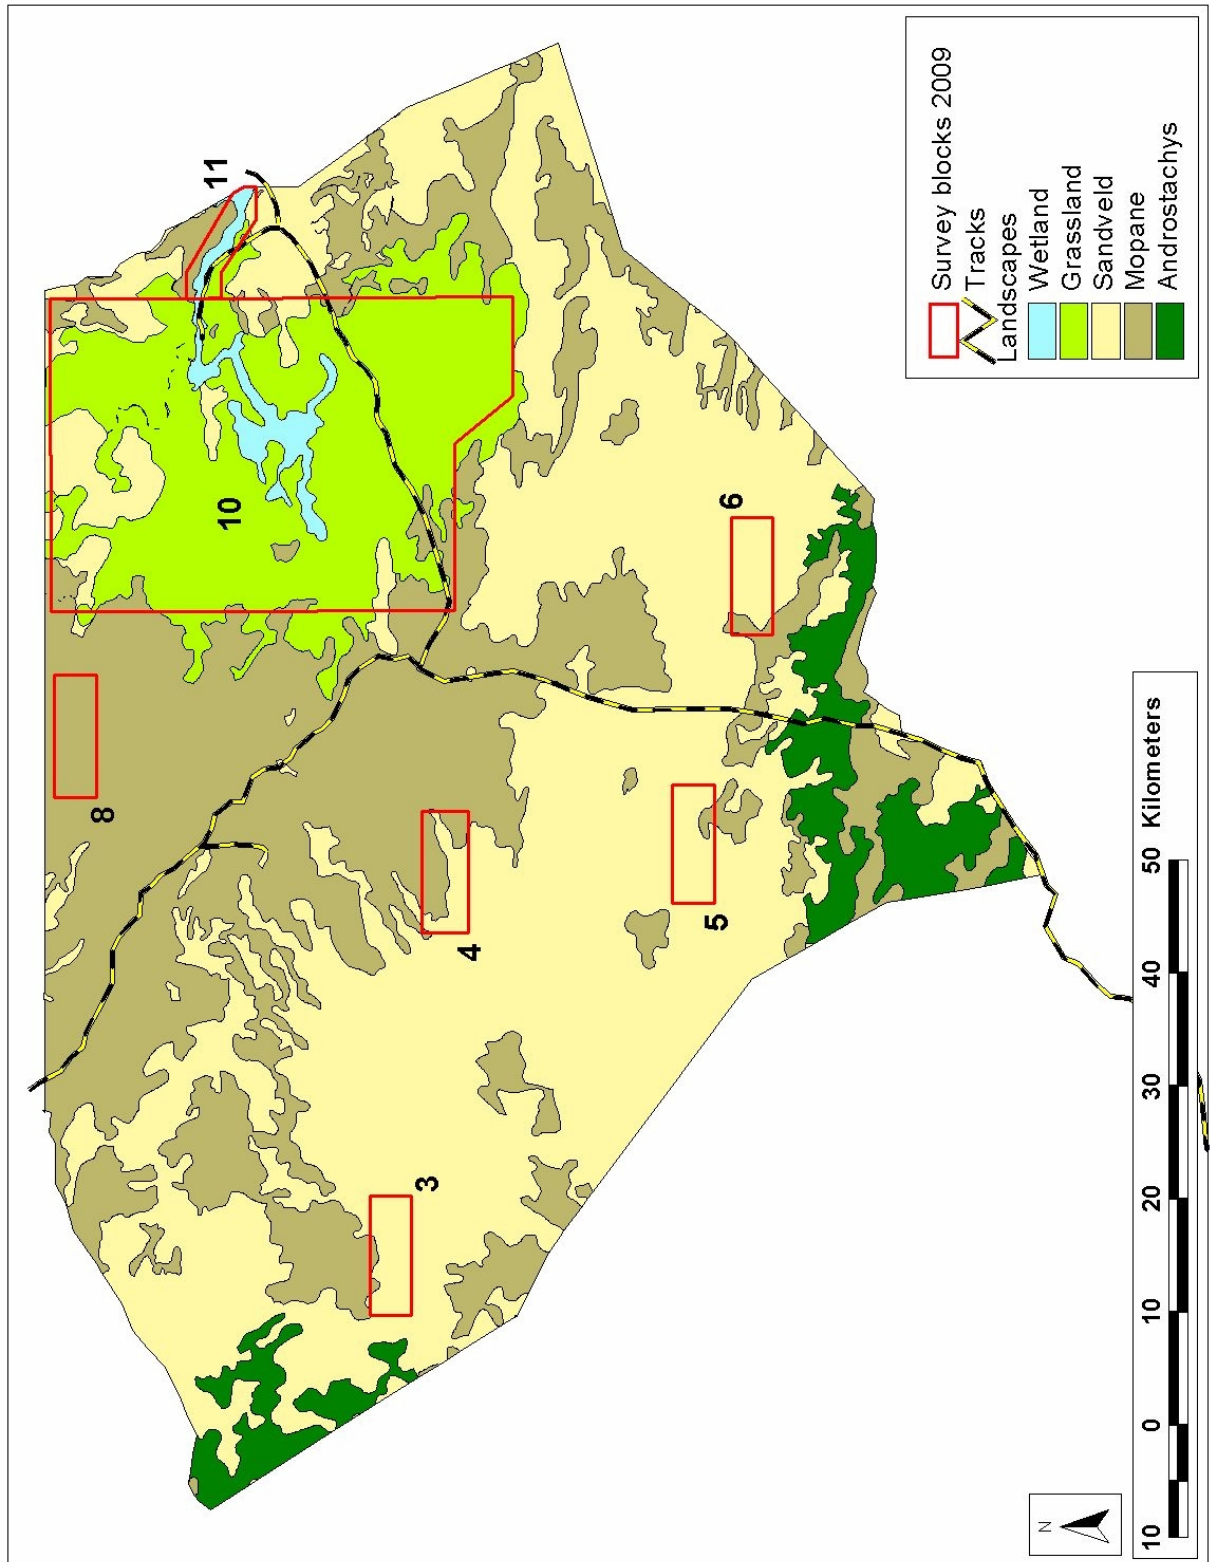 11
10
8
6
4
5
3
Survey blocks 2009
Tracks
Landscapes
Wetland
Grassland
Sandveld
Mopane
Androstachys
N
10 0 10 20 30 40 50 Kilometers